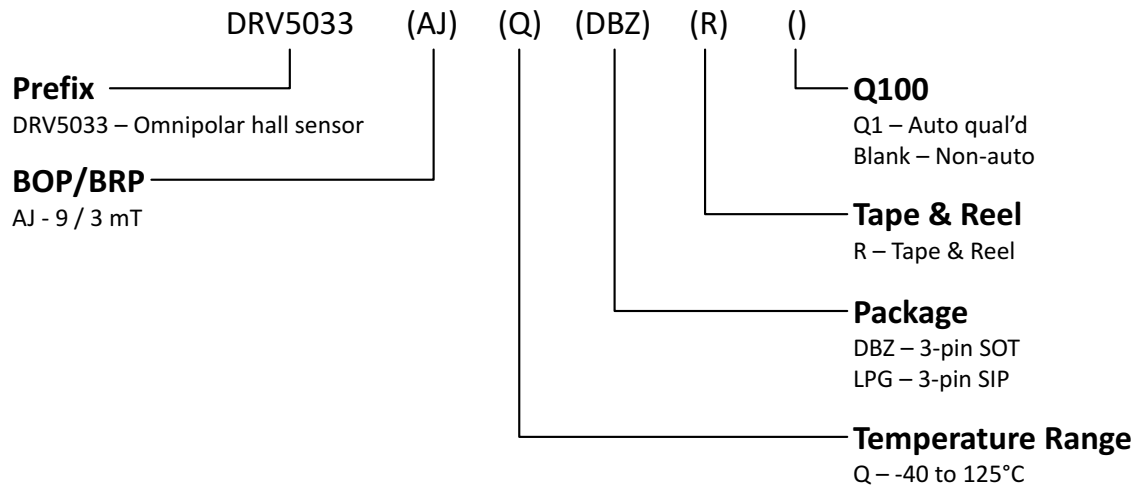 DRV5033 (AJ) (Q) (DBZ) (R) ()
Prefix
DRV5033 – Omnipolar hall sensor
BOP/BRP
AJ - 9 / 3 mT
Q100
Q1 – Auto qual’d
Blank – Non-auto
Tape & Reel
R – Tape & Reel
Package
DBZ – 3-pin SOT
LPG – 3-pin SIP
Temperature Range
Q – -40 to 125°C